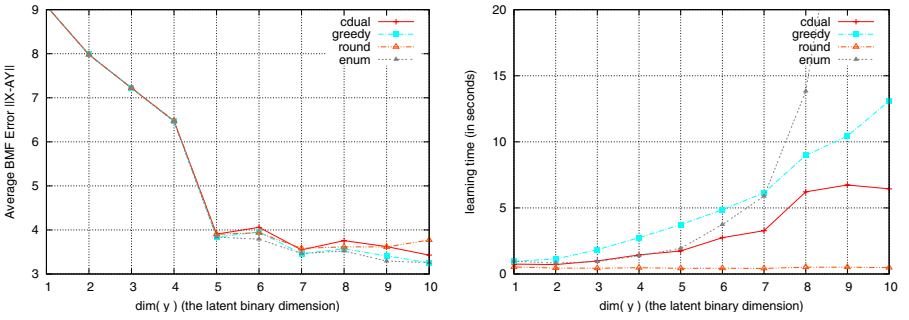 Average BMF Error ||X-AY||
9
8
7
6
5
4
3
cdual
greedy
round
enum
1 2 3 4 5 6 7 8 9 10
dim( y ) (the latent binary dimension)
learning time (in seconds)
20
15
10
5
0
cdual
greedy
round
enum
1 2 3 4 5 6 7 8 9 10
dim( y ) (the latent binary dimension)